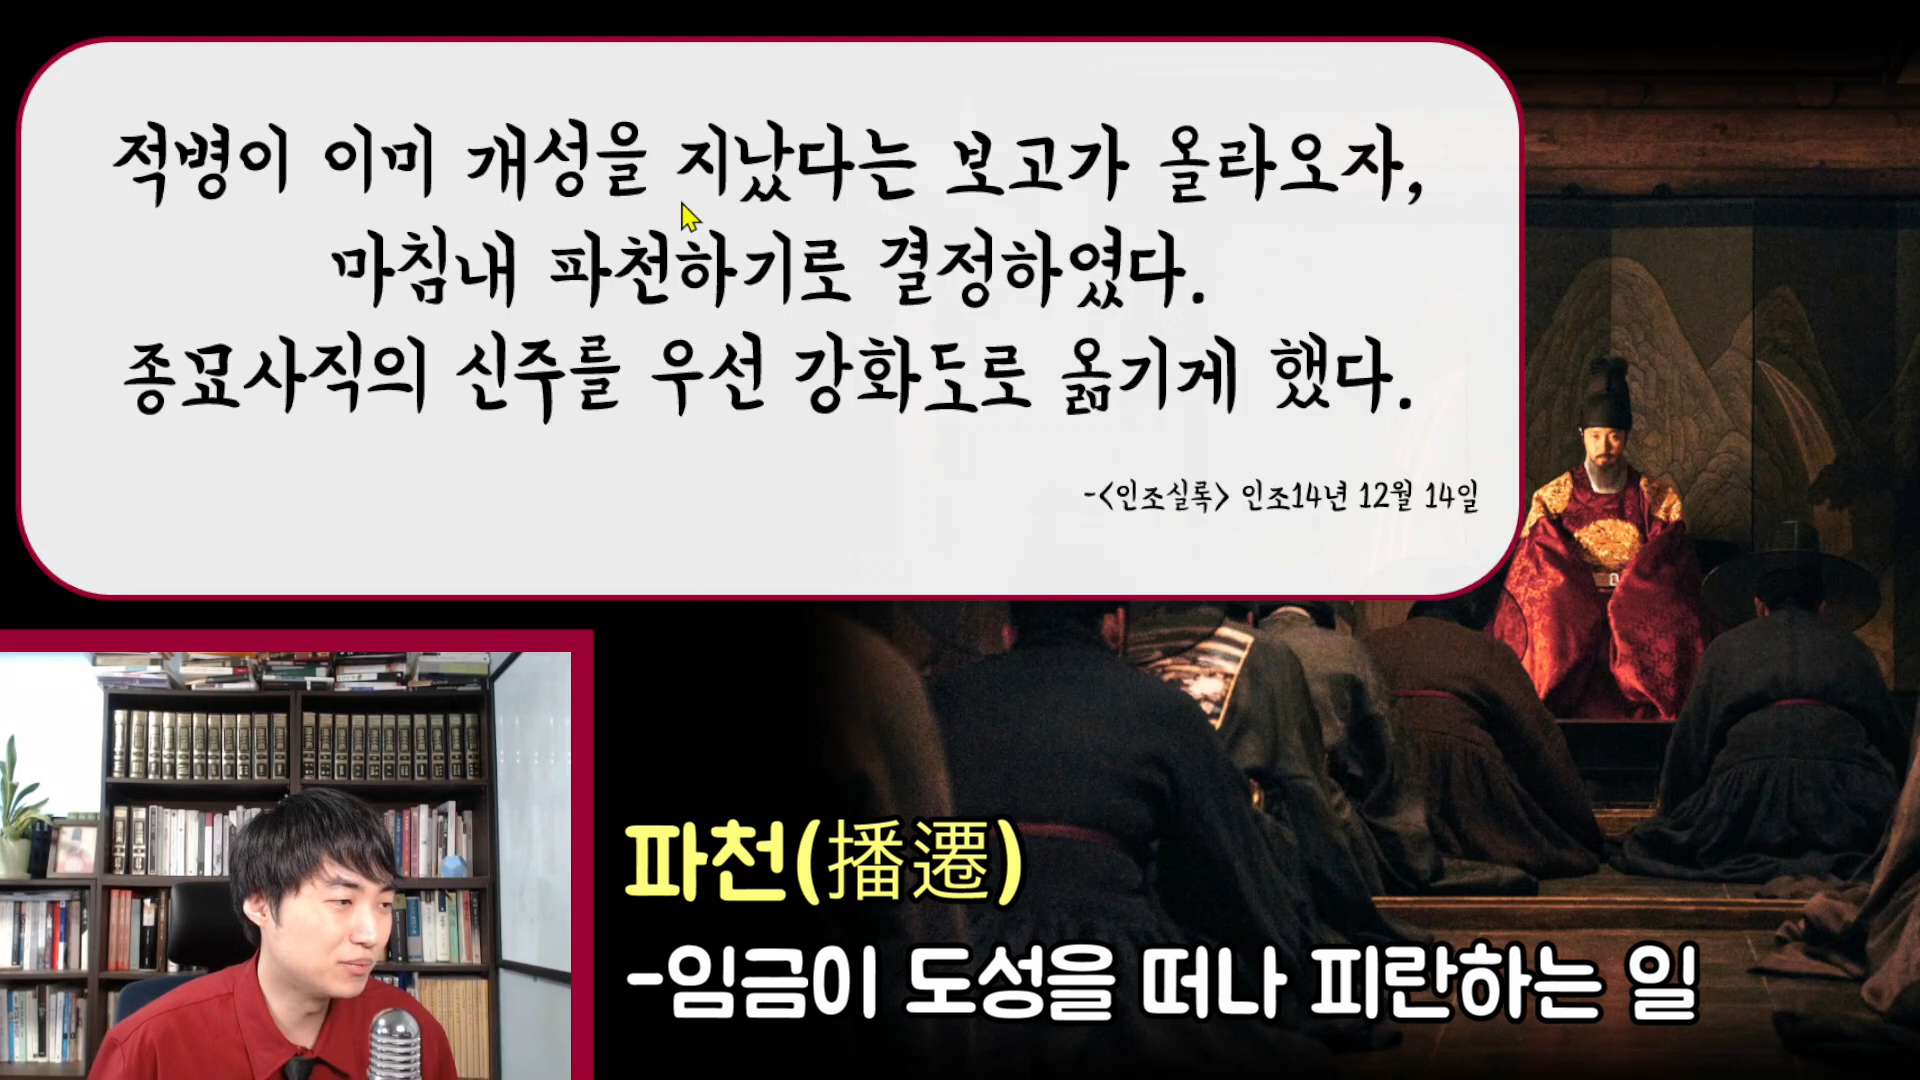 적병이 이미 개성을 지났다는 보고가 올라오자,
마침내 파천하기로 결정하였다.
종묘사직의 신주를 우선 강화도로 옮기게 했다.
-<인조실록> 인조14년 12월 14일
파천(播遷)
-임금이 도성을 떠나 피란하는 일